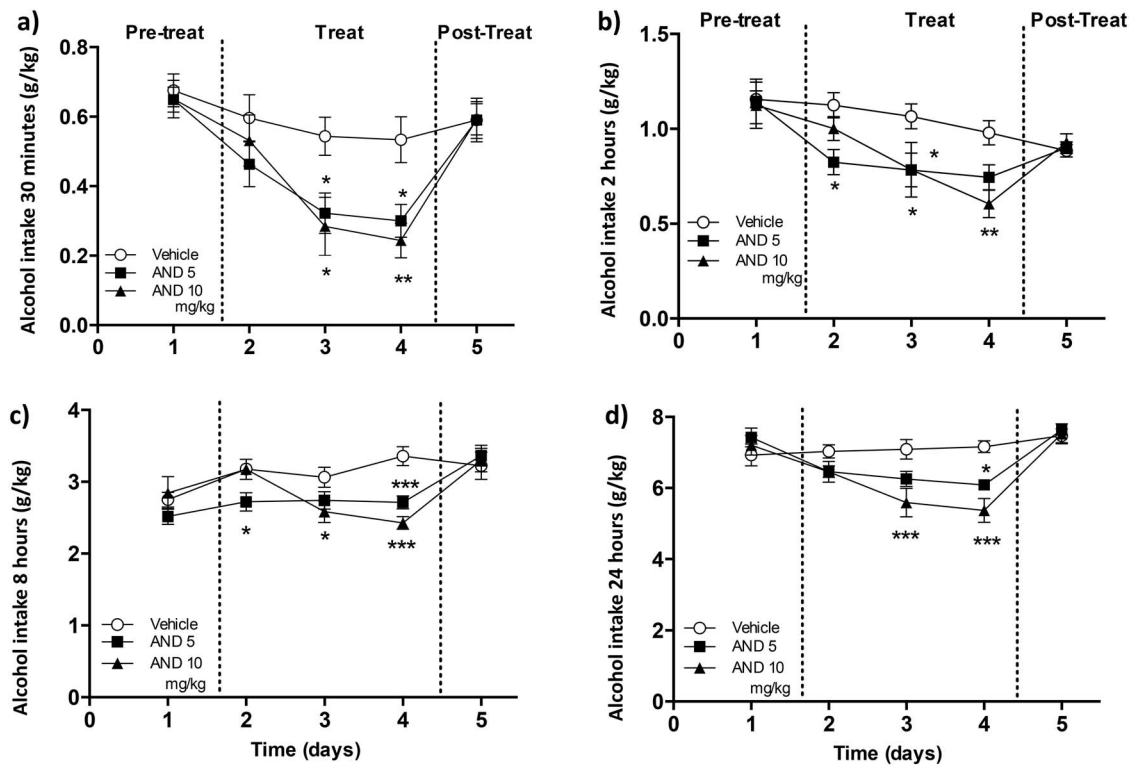 a)
Pre-treat Treat Post-Treat
Alcohol intake 30 minutes (g/kg)
0.8
0.6
0.4
0.2
0.0
* *
* **
Vehicle
AND 5
AND 10
mg/kg
0 1 2 3 4 5
b)
Pre-treat Treat Post-Treat
Alcohol intake 2 hours (g/kg)
1.5
1.0
0.5
0.0
*
* * **
Vehicle
AND 5
AND 10
mg/kg
0 1 2 3 4 5
c)
Alcohol intake 8 hours (g/kg)
4
3
2
1
0
***
* * ***
Vehicle
AND 5
AND 10
mg/kg
0 1 2 3 4 5
Time (days)
d)
Alcohol intake 24 hours (g/kg)
8
6
4
2
0
*
*** ***
Vehicle
AND 5
AND 10
mg/kg
0 1 2 3 4 5
Time (days)